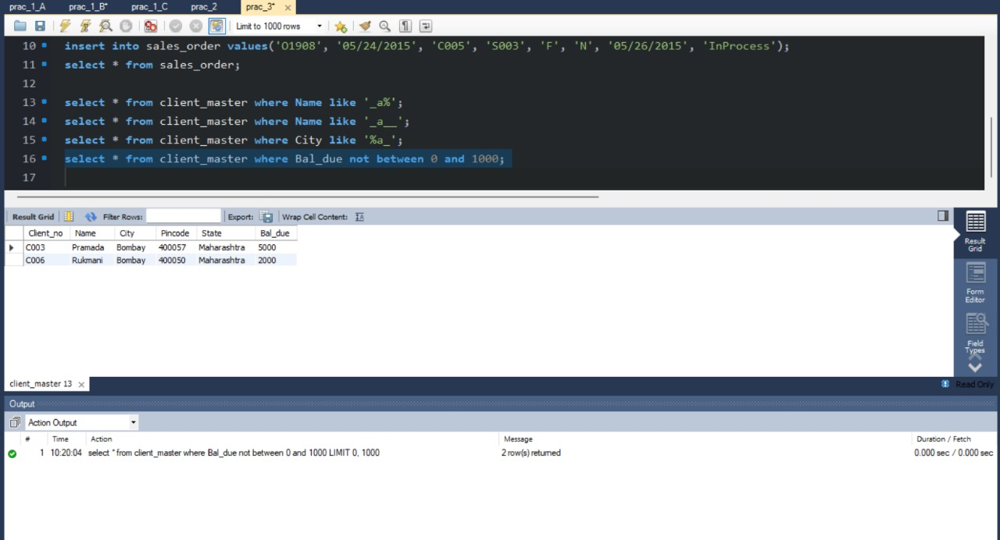 prac_1_A prac_1_B* prac_1_C prac_2 prac_3*
Limit to 1000 rows
10 insert into sales_order values('O1908', '05/24/2015', 'C005', 'S003', 'F', 'N', '05/26/2015', 'InProcess');
11 select * from sales_order;
12
13 select * from client_master where Name like '_a%';
14 select * from client_master where Name like '_a__';
15 select * from client_master where City like '%a_';
16 select * from client_master where Bal_due not between 0 and 1000;
17
Result Grid Filter Rows: Export: Wrap Cell Content:
Client_no Name City Pincode State Bal_due
C003 Pramada Bombay 400057 Maharashtra 5000
C006 Rukmani Bombay 400050 Maharashtra 2000
Result
Grid
Form
Editor
Field
Types
client_master 13 Read Only
Output
Action Output
# Time Action Message Duration / Fetch
1 10:20:04 select * from client_master where Bal_due not between 0 and 1000 LIMIT 0, 1000 2 row(s) returned 0.000 sec / 0.000 sec